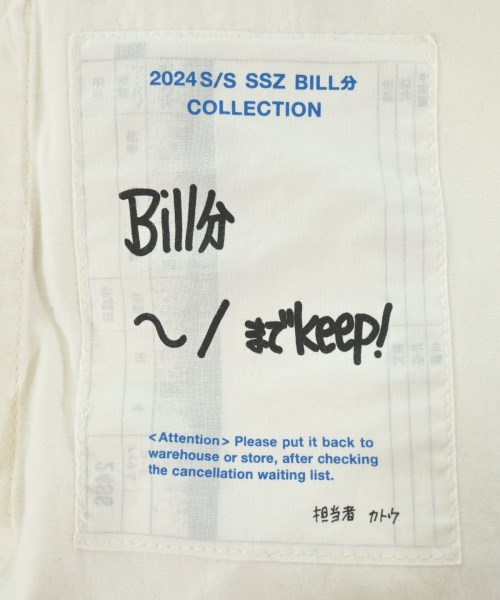 2024 S/S SSZ BILL分
COLLECTION
Bill分
〜/までkeep!
<Attention> Please put it back to
warehouse or store, after checking
the cancellation waiting list.
担当者 カトウ